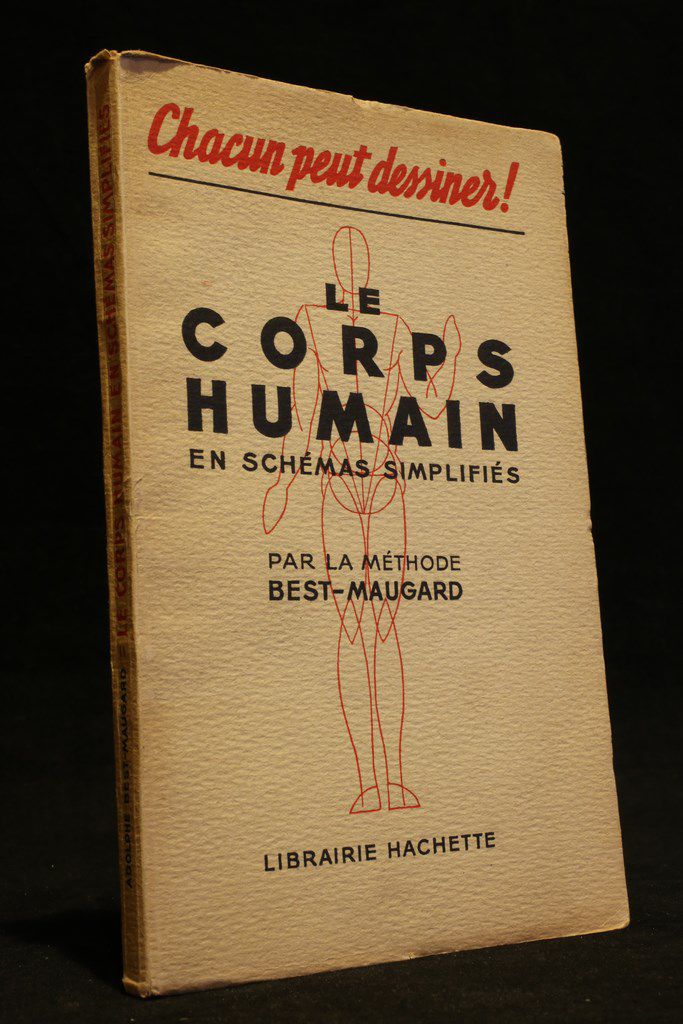 Chacun peut dessiner!
LE
CORPS
HUMAIN
EN SCHÉMAS SIMPLIFIÉS
PAR LA MÉTHODE
BEST-MAUGARD
LIBRAIRIE HACHETTE
ADOLPHE BEST-MAUGARD — LE CORPS HUMAIN EN SCHÉMAS SIMPLIFIÉS